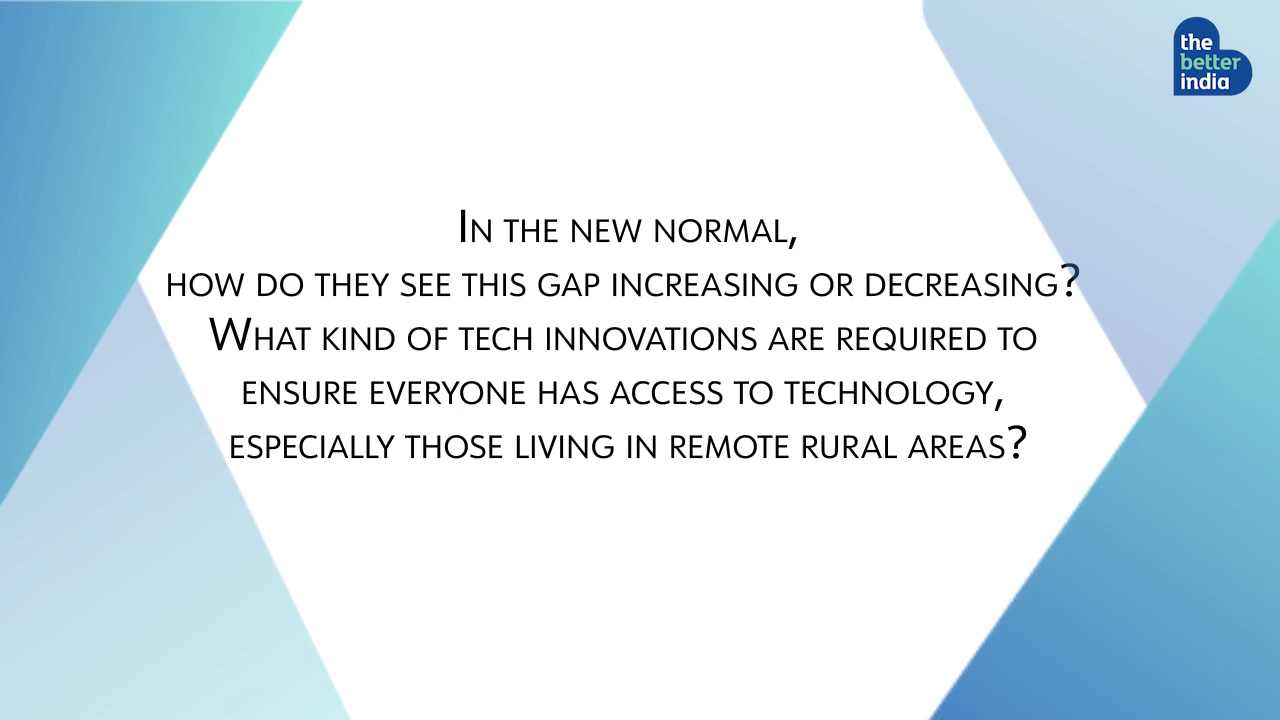 the
better
india
In the new normal,
how do they see this gap increasing or decreasing?
What kind of tech innovations are required to
ensure everyone has access to technology,
especially those living in remote rural areas?